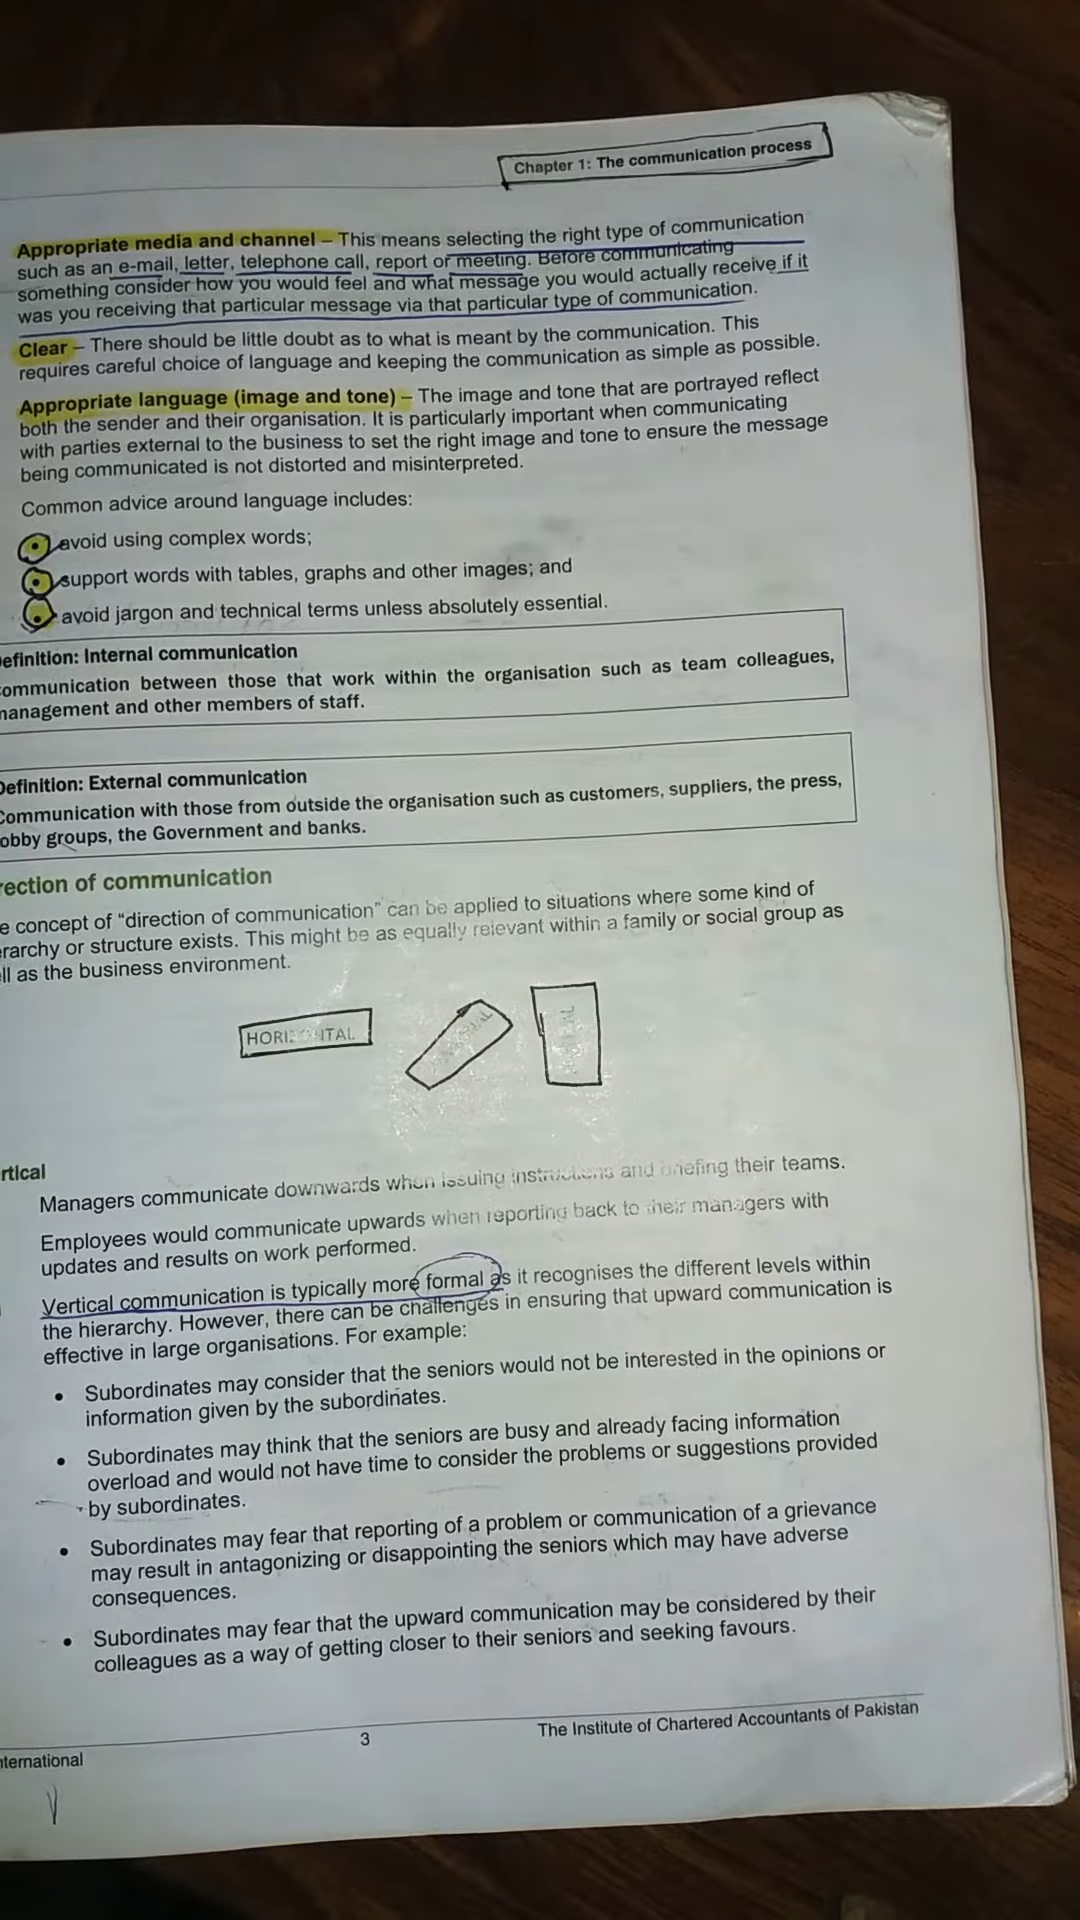 Chapter 1: The communication process
Appropriate media and channel – This means selecting the right type of communication
such as an e-mail, letter, telephone call, report or meeting. Before communicating
something consider how you would feel and what message you would actually receive if it
was you receiving that particular message via that particular type of communication.
Clear – There should be little doubt as to what is meant by the communication. This
requires careful choice of language and keeping the communication as simple as possible.
Appropriate language (image and tone) – The image and tone that are portrayed reflect
both the sender and their organisation. It is particularly important when communicating
with parties external to the business to set the right image and tone to ensure the message
being communicated is not distorted and misinterpreted.
Common advice around language includes:
avoid using complex words;
support words with tables, graphs and other images; and
avoid jargon and technical terms unless absolutely essential.
efinition: Internal communication
ommunication between those that work within the organisation such as team colleagues,
management and other members of staff.
Definition: External communication
Communication with those from outside the organisation such as customers, suppliers, the press,
obby groups, the Government and banks.
rection of communication
e concept of “direction of communication” can be applied to situations where some kind of
erarchy or structure exists. This might be as equally relevant within a family or social group as
ll as the business environment.
HORIZONTAL
rtical
Managers communicate downwards when issuing instructions and briefing their teams.
Employees would communicate upwards when reporting back to their managers with
updates and results on work performed.
Vertical communication is typically more formal as it recognises the different levels within
the hierarchy. However, there can be challenges in ensuring that upward communication is
effective in large organisations. For example:
• Subordinates may consider that the seniors would not be interested in the opinions or
information given by the subordinates.
• Subordinates may think that the seniors are busy and already facing information
overload and would not have time to consider the problems or suggestions provided
by subordinates.
• Subordinates may fear that reporting of a problem or communication of a grievance
may result in antagonizing or disappointing the seniors which may have adverse
consequences.
• Subordinates may fear that the upward communication may be considered by their
colleagues as a way of getting closer to their seniors and seeking favours.
nternational
3
The Institute of Chartered Accountants of Pakistan